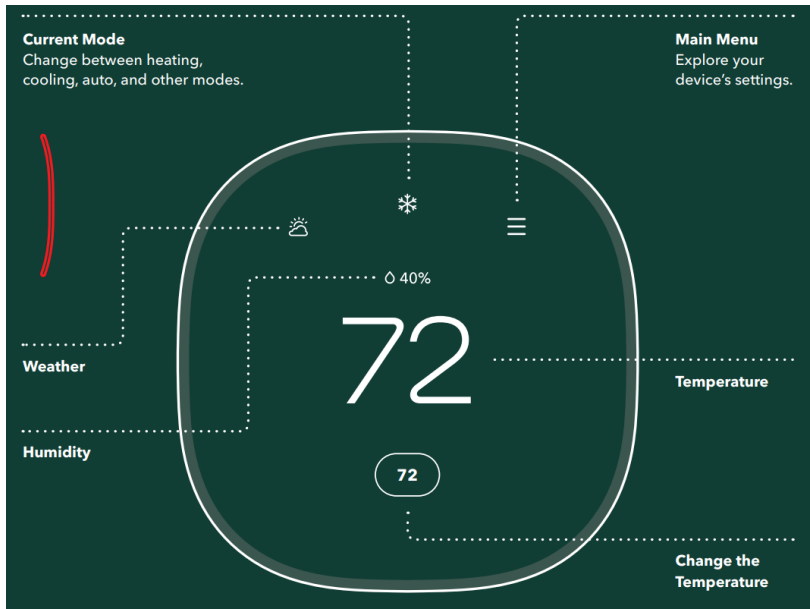 Current Mode
Change between heating,
cooling, auto, and other modes.
Main Menu
Explore your
device's settings.
40%
72
Weather
Temperature
Humidity
72
Change the
Temperature